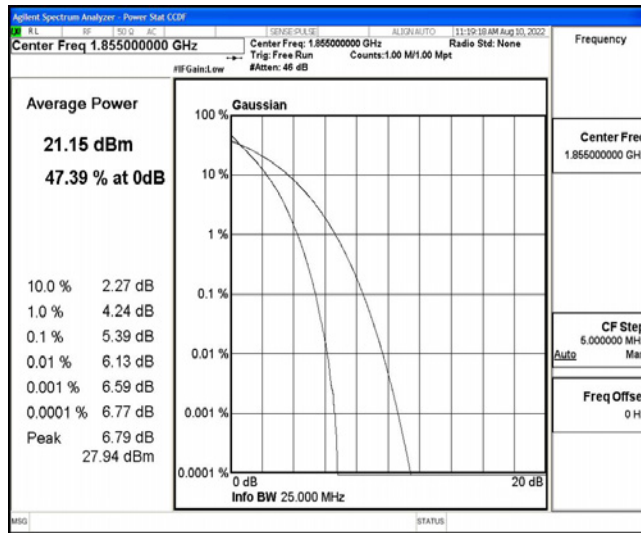 Agilent Spectrum Analyzer - Power Stat CCDF
RL RF 50 Ω AC SENSE:PULSE ALIGN AUTO 11:19:18 AM Aug 10, 2022
Center Freq 1.855000000 GHz
Center Freq: 1.855000000 GHz Radio Std: None
Trig: Free Run Counts:1.00 M/1.00 Mpt
#IFGain:Low #Atten: 46 dB
Frequency
Average Power
21.15 dBm
47.39 % at 0dB
10.0 % 2.27 dB
1.0 % 4.24 dB
0.1 % 5.39 dB
0.01 % 6.13 dB
0.001 % 6.59 dB
0.0001 % 6.77 dB
Peak 6.79 dB
27.94 dBm
Gaussian
100 %
10 %
1 %
0.1 %
0.01 %
0.001 %
0.0001 %
0 dB 20 dB
Info BW 25.000 MHz
Center Freq
1.855000000 GH
CF Step
5.000000 MH
Auto Ma
Freq Offse
0 H
MSG STATUS